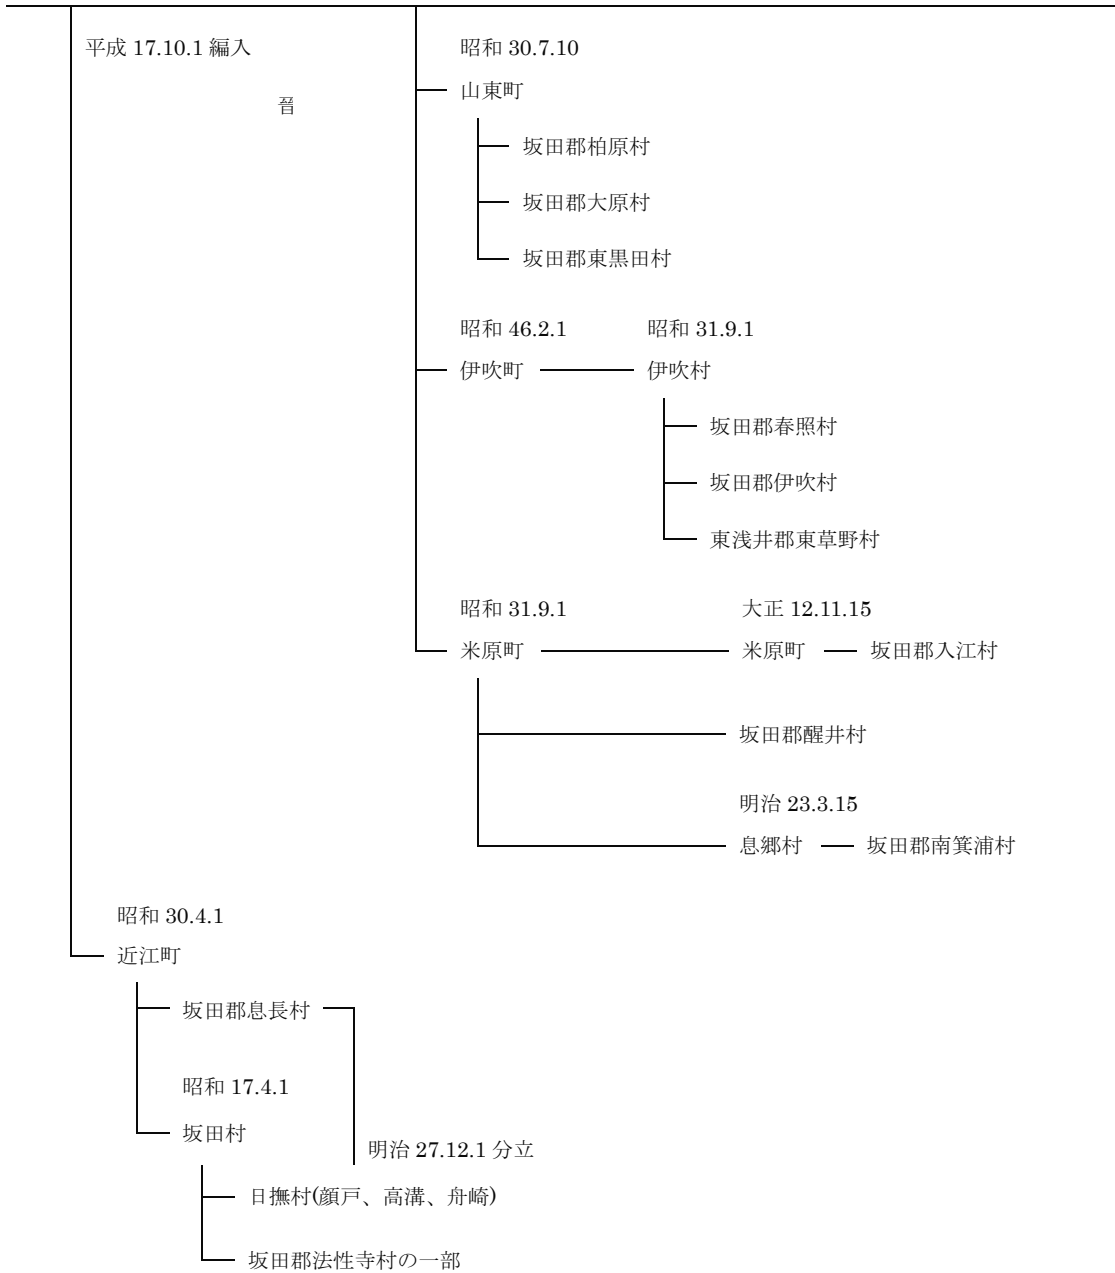 平成 17.10.1 編入
昭和 30.7.10
山東町
坂田郡柏原村
坂田郡大原村
坂田郡東黒田村
昭和 46.2.1 昭和 31.9.1
伊吹町 伊吹村
坂田郡春照村
坂田郡伊吹村
東浅井郡東草野村
昭和 31.9.1 大正 12.11.15
米原町 米原町 坂田郡入江村
坂田郡醒井村
明治 23.3.15
息郷村 坂田郡南箕浦村
昭和 30.4.1
近江町
坂田郡息長村
昭和 17.4.1
坂田村
明治 27.12.1 分立
日撫村(顔戸、高溝、舟崎)
坂田郡法性寺村の一部